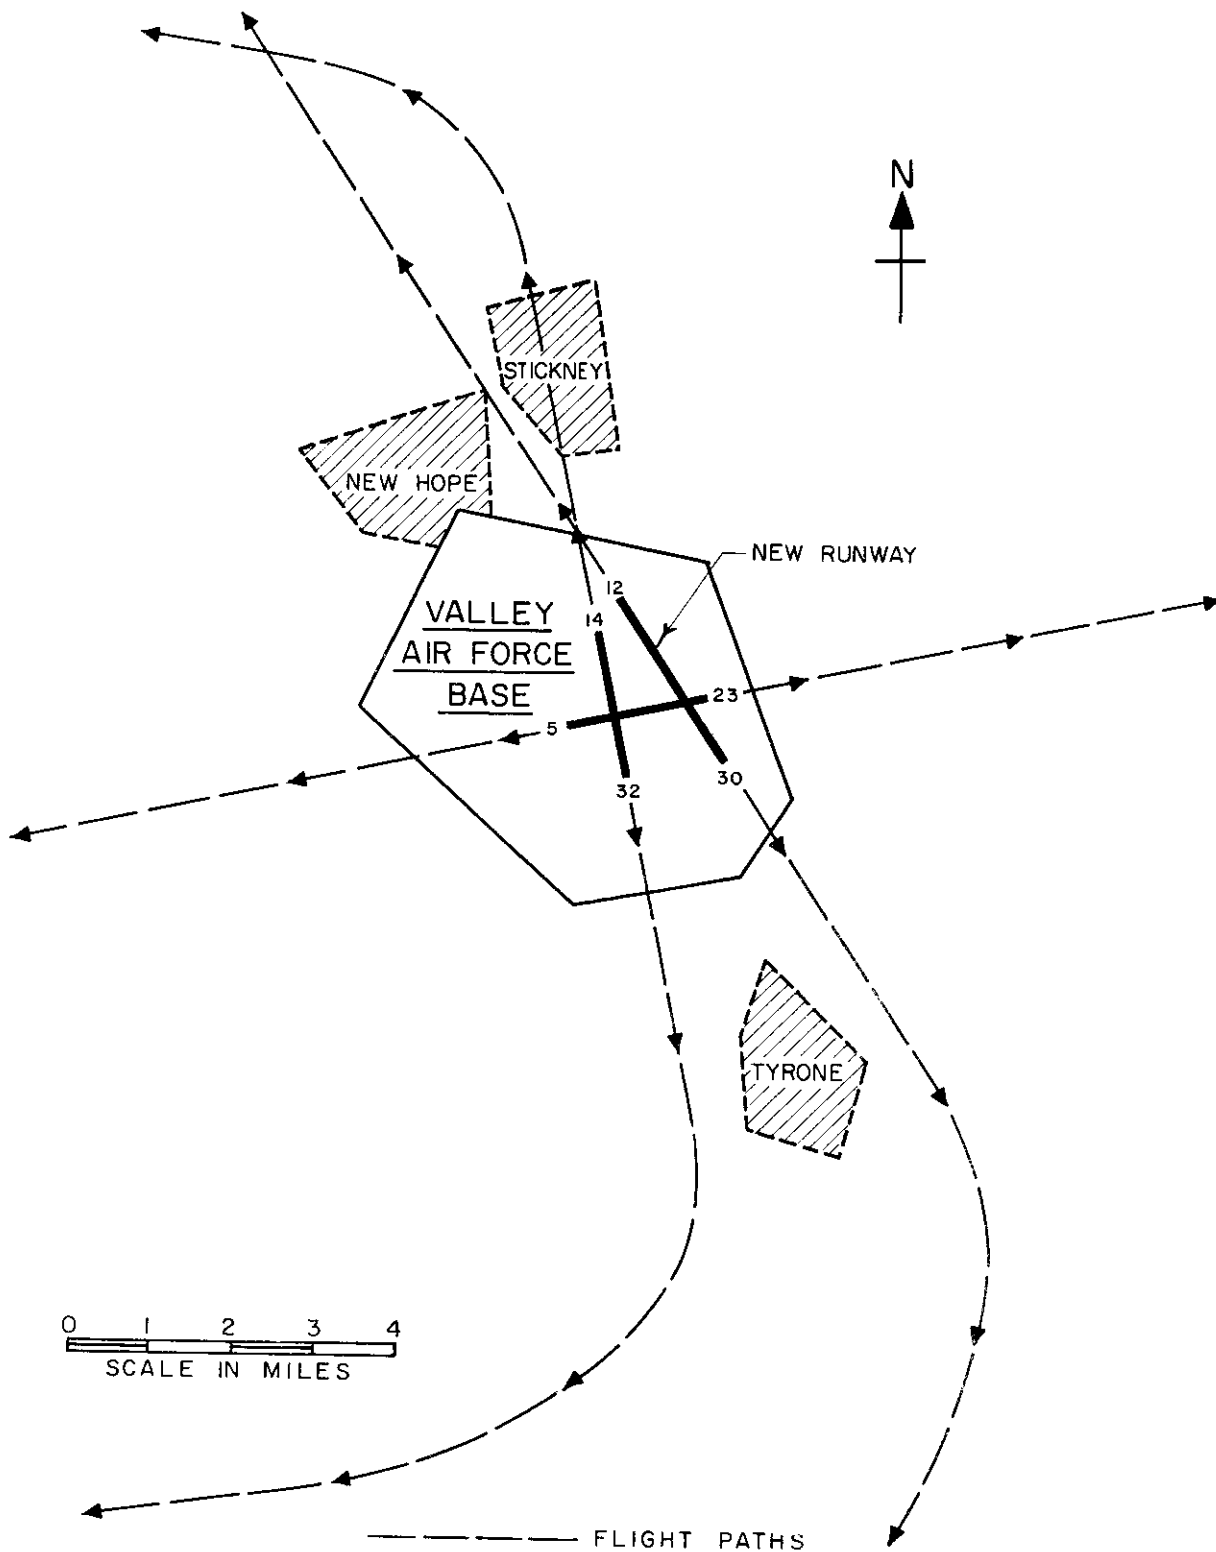 N
STICKNEY
NEW HOPE
NEW RUNWAY
12
14
VALLEY
AIR FORCE
BASE
23
5
30
32
TYRONE
0 1 2 3 4
SCALE IN MILES
FLIGHT PATHS